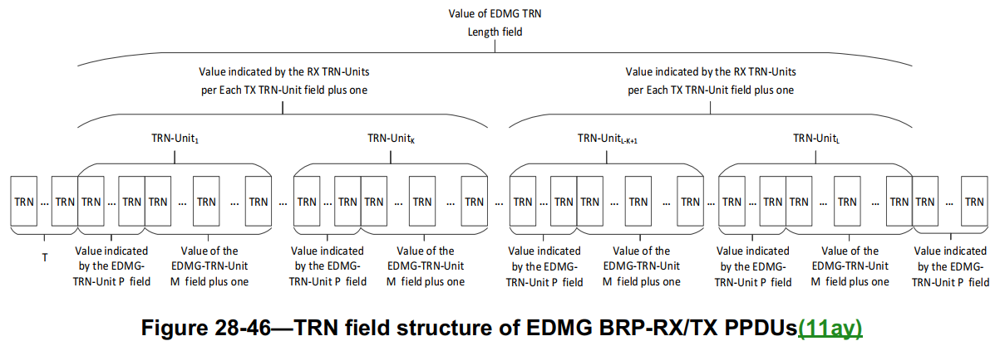 Value of EDMG TRN
Length field
Value indicated by the RX TRN-Units
per Each TX TRN-Unit field plus one
Value indicated by the RX TRN-Units
per Each TX TRN-Unit field plus one
TRN-Unit1
TRN-UnitK
TRN-UnitL-K+1
TRN-UnitL
TRN ... TRN TRN ... TRN TRN ... TRN ... TRN ... TRN ... TRN TRN ... TRN ... TRN ... TRN ... TRN TRN ... TRN ... TRN ... TRN ... TRN TRN ... TRN ... TRN TRN ... TRN
T
Value indicated
by the EDMG-
TRN-Unit P field
Value of the
EDMG-TRN-Unit
M field plus one
Value indicated
by the EDMG-
TRN-Unit P field
Value of the
EDMG-TRN-Unit
M field plus one
Value indicated
by the EDMG-
TRN-Unit P field
Value of the
EDMG-TRN-Unit
M field plus one
Value indicated
by the EDMG-
TRN-Unit P field
Value of the
EDMG-TRN-Unit
M field plus one
Value indicated
by the EDMG-
TRN-Unit P field
Figure 28-46—TRN field structure of EDMG BRP-RX/TX PPDUs(11ay)